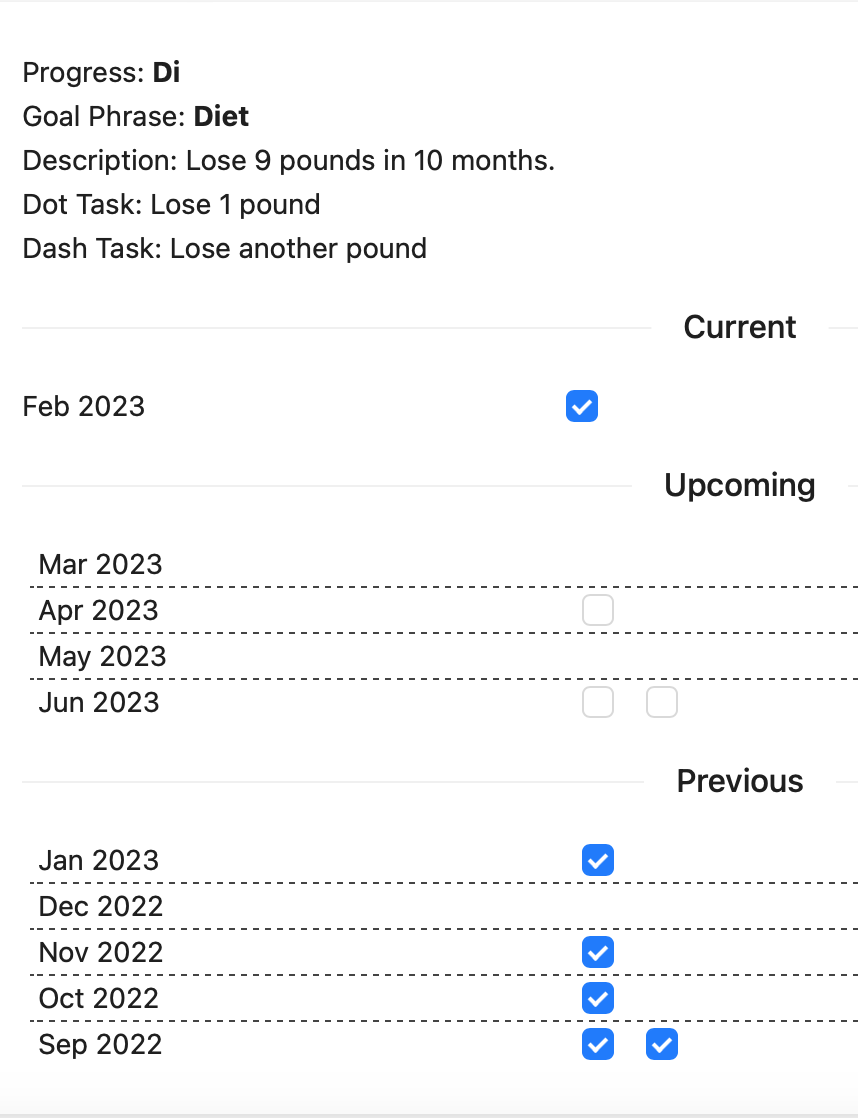 Progress: Di
Goal Phrase: Diet
Description: Lose 9 pounds in 10 months.
Dot Task: Lose 1 pound
Dash Task: Lose another pound
Current
Feb 2023
Upcoming
Mar 2023
Apr 2023
May 2023
Jun 2023
Previous
Jan 2023
Dec 2022
Nov 2022
Oct 2022
Sep 2022